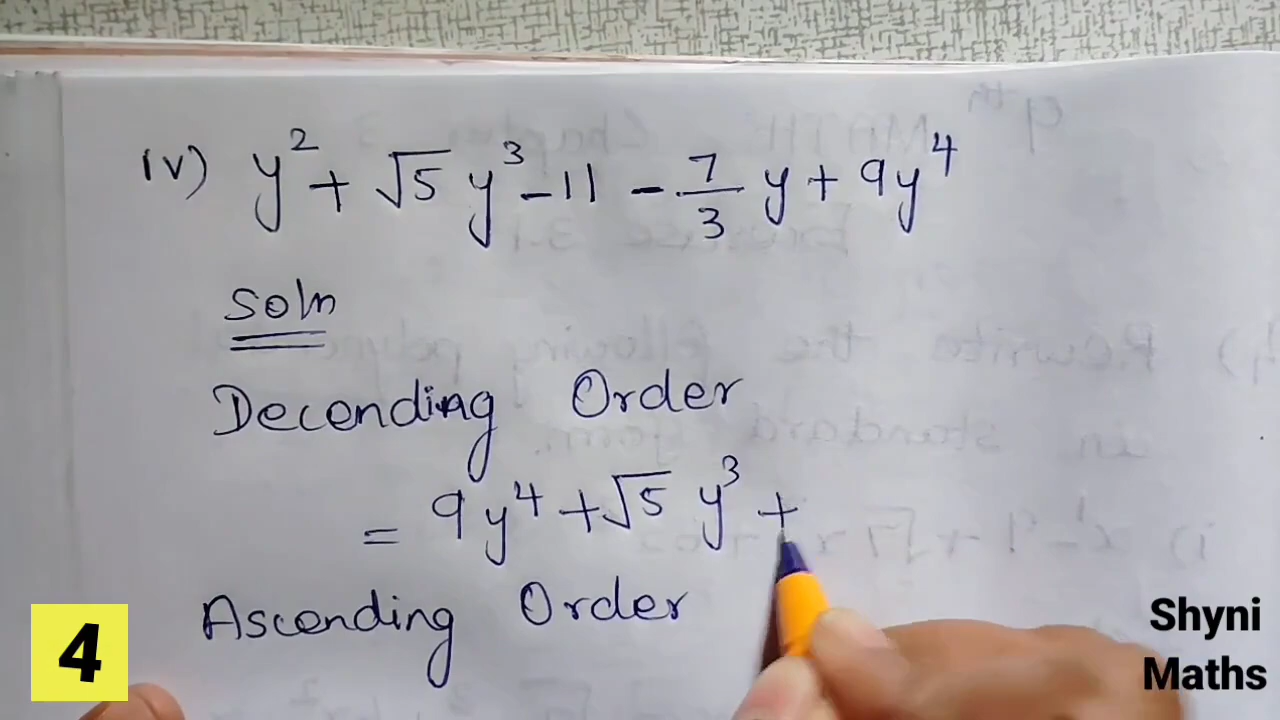 iv) y² + √5 y³ - 11 - 7/3 y + 9y⁴
Soln
Decending Order
= 9y⁴ + √5 y³ +
Ascending Order
4
Shyni
Maths